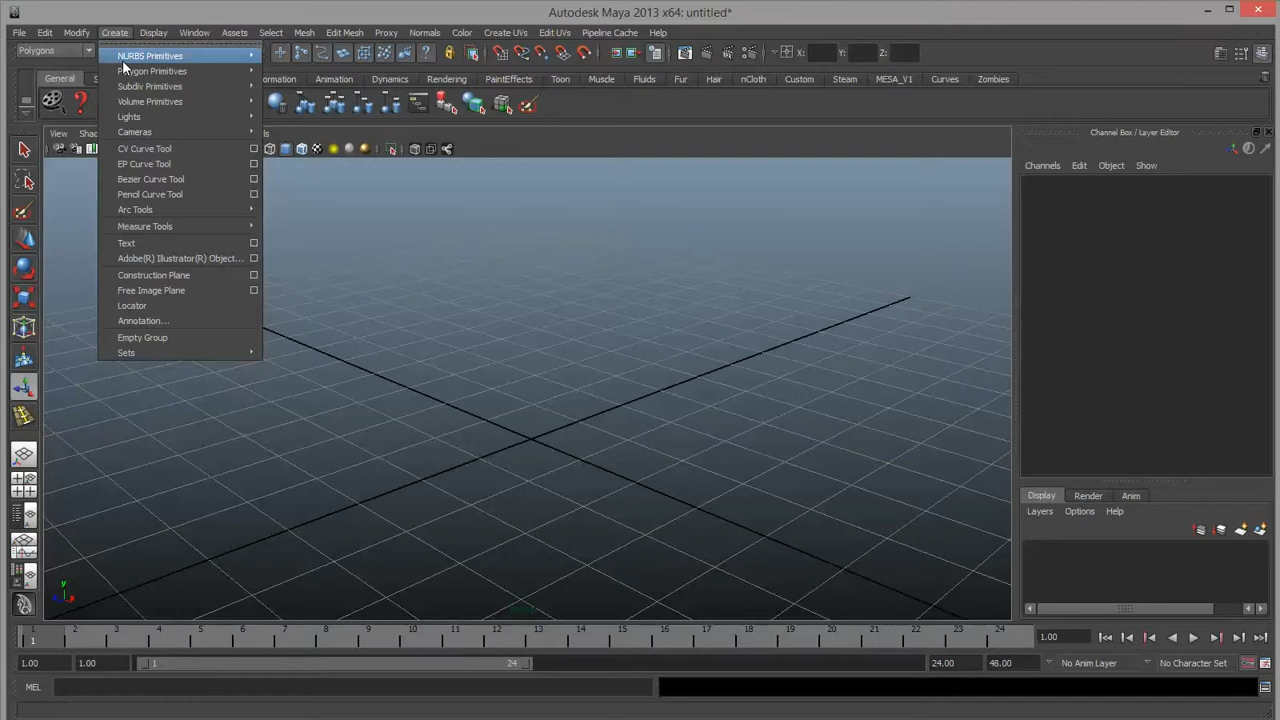 Autodesk Maya 2013 x64: untitled*
File Edit Modify Create Display Window Assets Select Mesh Edit Mesh Proxy Normals Color Create UVs Edit UVs Pipeline Cache Help
Polygons X: Y: Z:
General Animation Dynamics Rendering PaintEffects Toon Muscle Fluids Fur Hair nCloth Custom Steam MESA_V1 Curves Zombies
NURBS Primitives
Polygon Primitives
Subdiv Primitives
Volume Primitives
Lights
Cameras
CV Curve Tool
EP Curve Tool
Bezier Curve Tool
Pencil Curve Tool
Arc Tools
Measure Tools
Text
Adobe(R) Illustrator(R) Object...
Construction Plane
Free Image Plane
Locator
Annotation...
Empty Group
Sets
View
Channel Box / Layer Editor
Channels Edit Object Show
Display Render Anim
Layers Options Help
y
x
1 2 3 4 5 6 7 8 9 10 11 12 13 14 15 16 17 18 19 20 21 22 23 24
1 1.00
1.00 1.00 1 24 24.00 48.00 No Anim Layer No Character Set
MEL